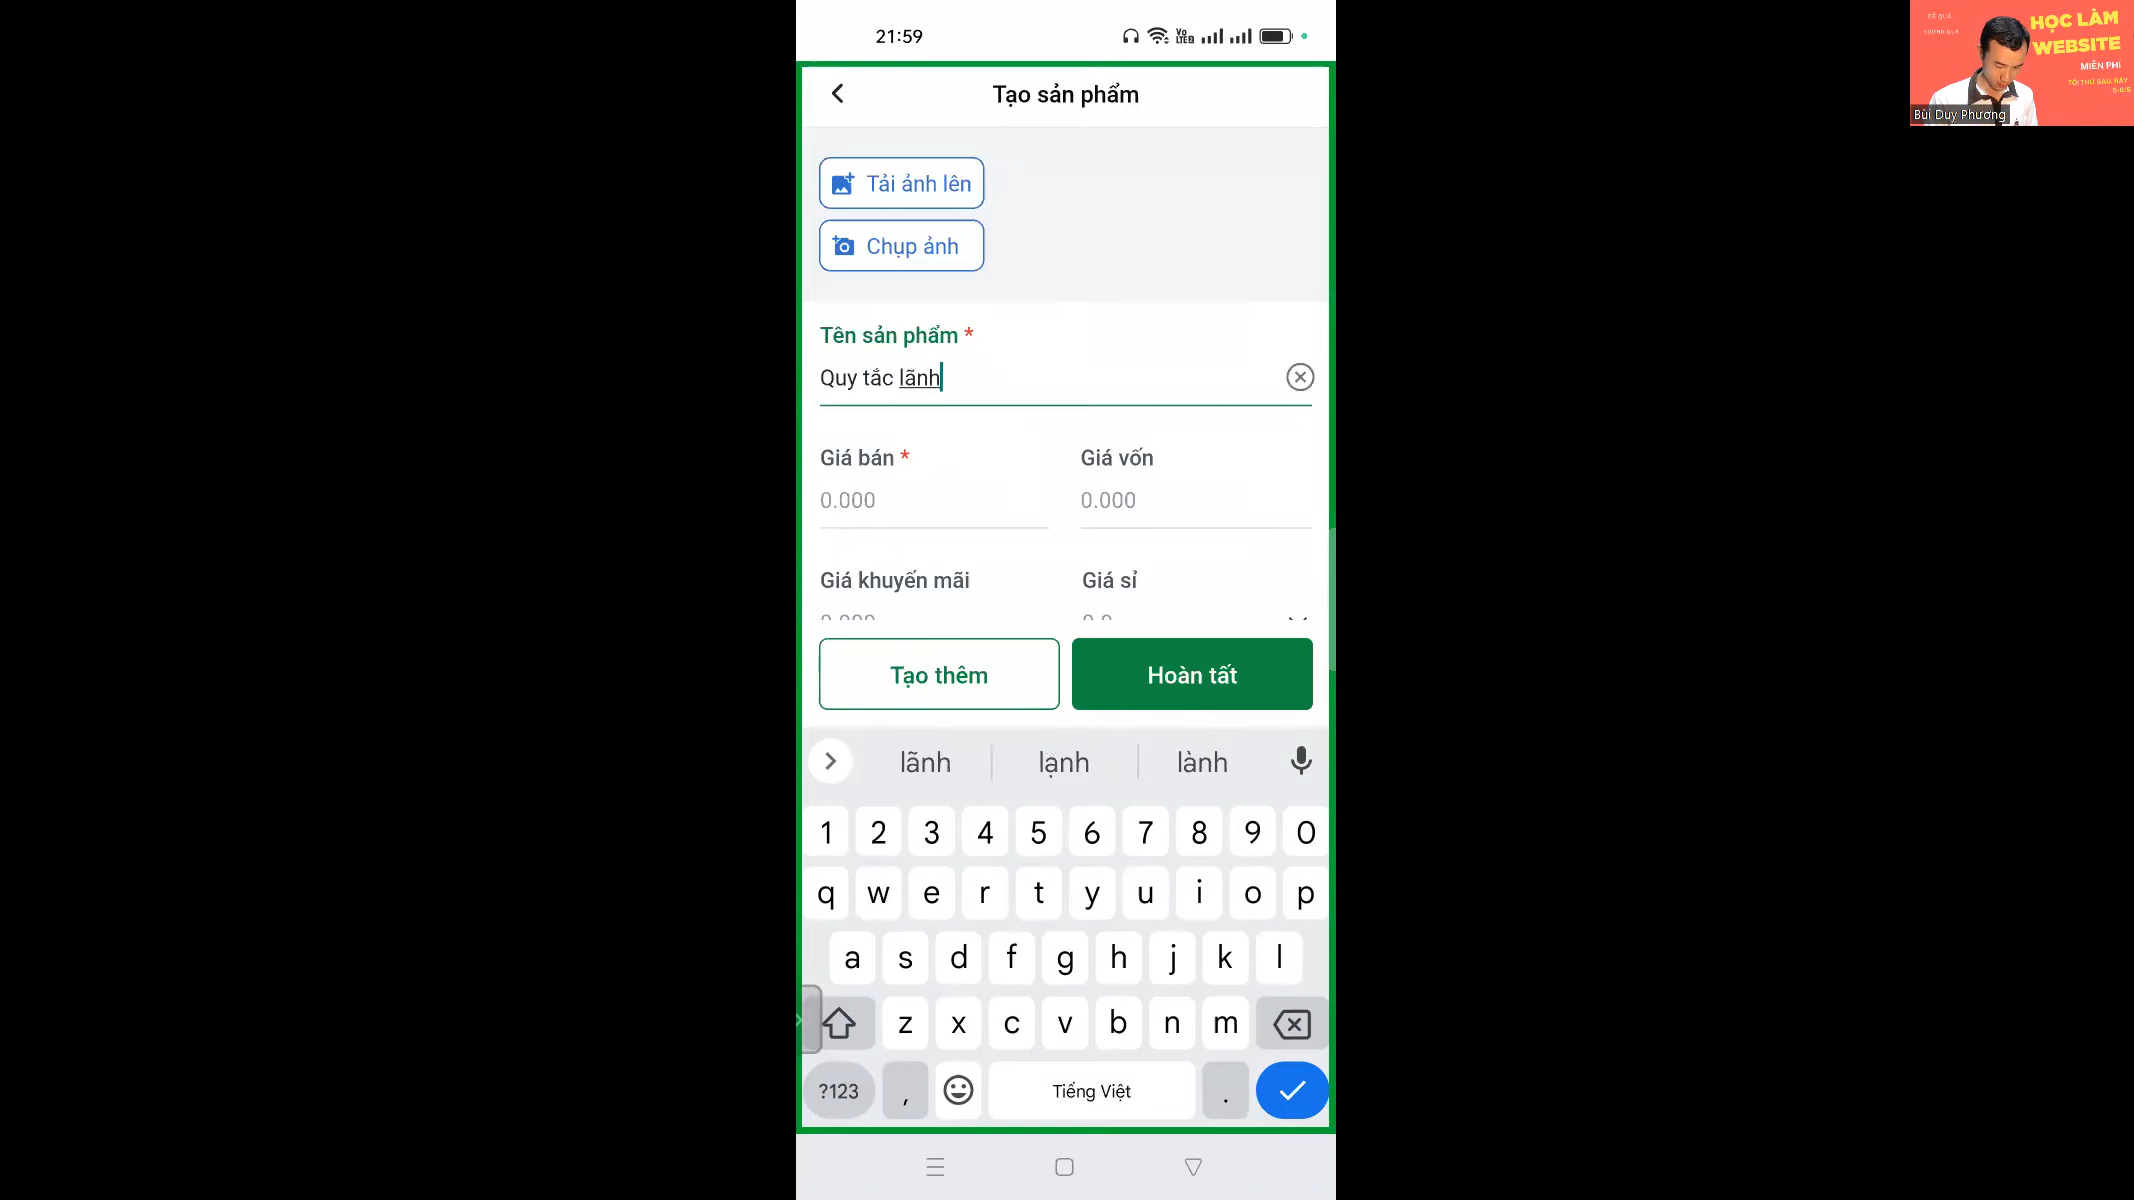 21:59
Tạo sản phẩm
Tải ảnh lên
Chụp ảnh
Tên sản phẩm *
Quy tắc lãnh
Giá bán * Giá vốn
0.000 0.000
Giá khuyến mãi Giá sỉ
Tạo thêm Hoàn tất
lãnh lạnh lành
1 2 3 4 5 6 7 8 9 0
q w e r t y u i o p
a s d f g h j k l
z x c v b n m
?123 , Tiếng Việt .
HỌC LÀM
WEBSITE
MIỄN PHÍ
Bùi Duy Phương